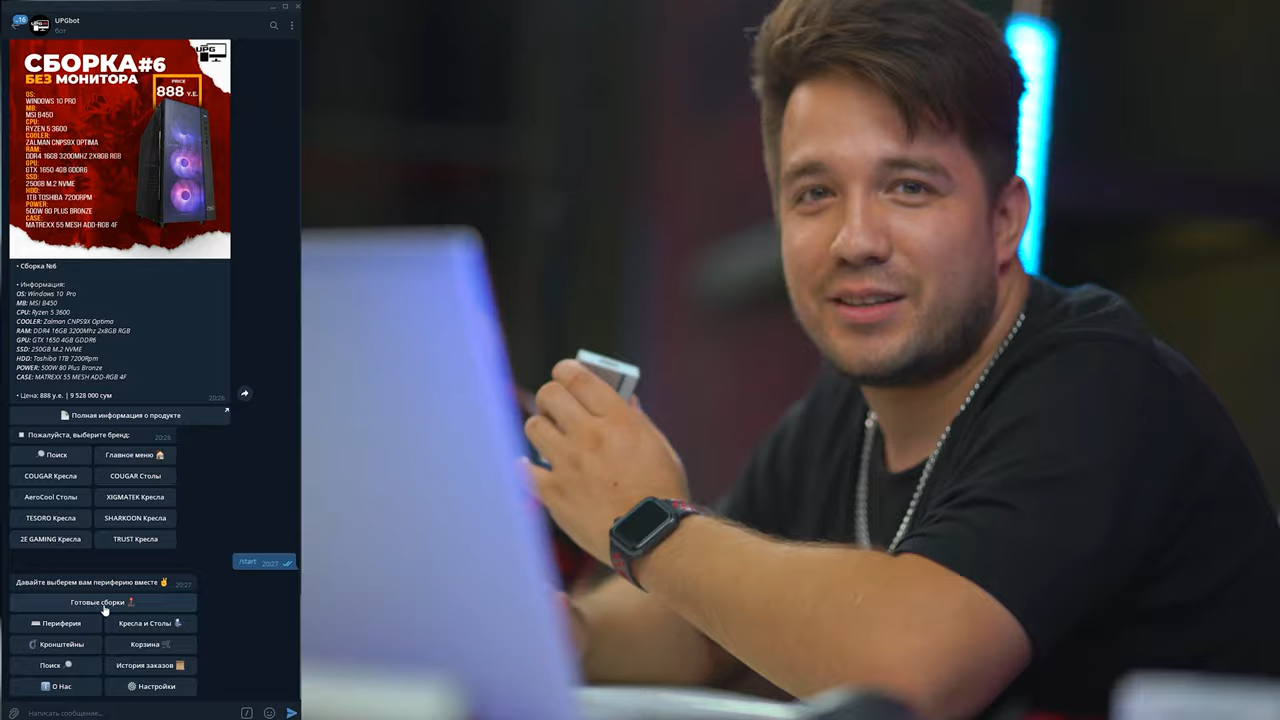 16
UPGbot
бот
UPG
СБОРКА#6
БЕЗ МОНИТОРА
PRICE
888 Y.E.
OS:
WINDOWS 10 PRO
MB:
MSI B450
CPU:
RYZEN 5 3600
COOLER:
ZALMAN CNPS9X OPTIMA
RAM:
DDR4 16GB 3200MHZ 2X8GB RGB
GPU:
GTX 1650 4GB GDDR6
SSD:
250GB M.2 NVME
HDD:
1TB TOSHIBA 7200RPM
POWER:
500W 80 PLUS BRONZE
CASE:
MATREXX 55 MESH ADD-RGB 4F
• Сборка №6
• Информация:
OS: Windows 10 Pro
MB: MSI B450
CPU: Ryzen 5 3600
COOLER: Zalman CNPS9X Optima
RAM: DDR4 16GB 3200Mhz 2x8GB RGB
GPU: GTX 1650 4GB GDDR6
SSD: 250GB M.2 NVME
HDD: Toshiba 1TB 7200Rpm
POWER: 500W 80 Plus Bronze
CASE: MATREXX 55 MESH ADD-RGB 4F
• Цена: 888 y.e. | 9 528 000 сум
20:26
Полная информация о продукте
Пожалуйста, выберите бренд:
20:26
Поиск
Главное меню
COUGAR Кресла
COUGAR Столы
AeroCool Столы
XIGMATEK Кресла
TESORO Кресла
SHARKOON Кресла
2E GAMING Кресла
TRUST Кресла
/start 20:27
Давайте выберем вам периферию вместе
20:27
Готовые сборки
Периферия
Кресла и Столы
Кронштейны
Корзина
Поиск
История заказов
О Нас
Настройки
Написать сообщение...